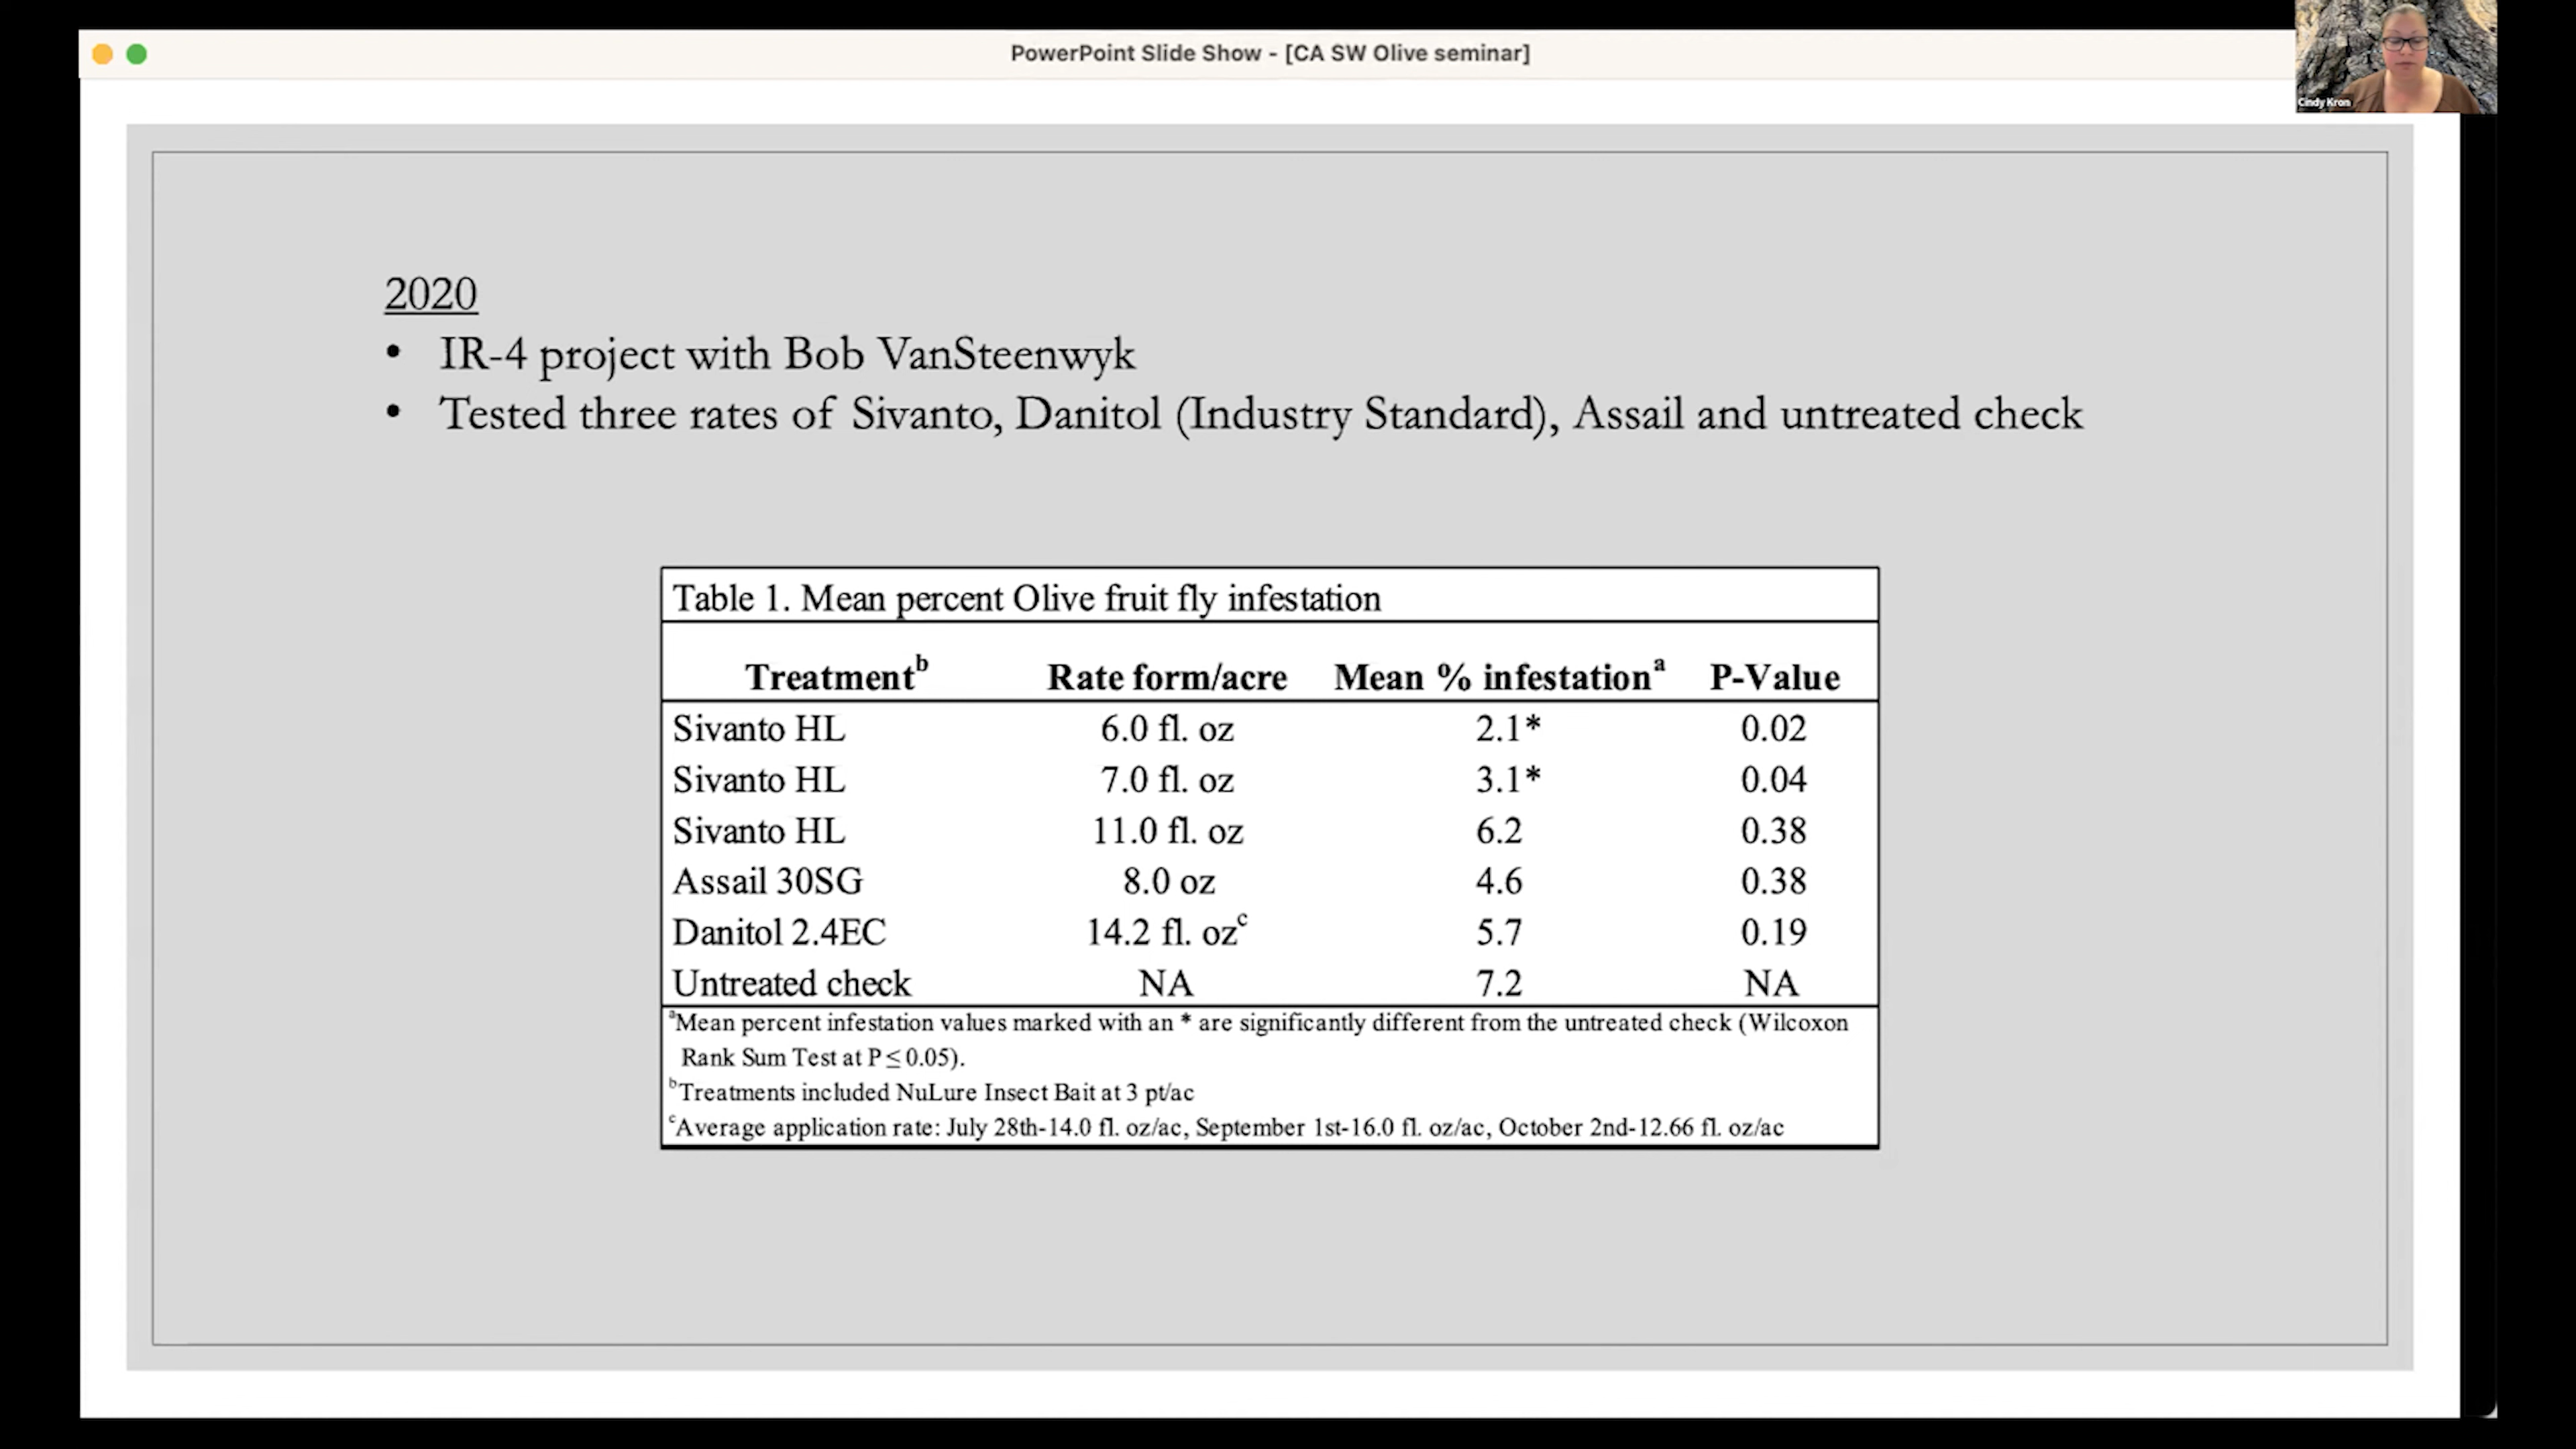 PowerPoint Slide Show - [CA SW Olive seminar]
Cindy Kron
2020
• IR-4 project with Bob VanSteenwyk
• Tested three rates of Sivanto, Danitol (Industry Standard), Assail and untreated check
Table 1. Mean percent Olive fruit fly infestation
Treatmentᵇ Rate form/acre Mean % infestationᵃ P-Value
Sivanto HL 6.0 fl. oz 2.1* 0.02
Sivanto HL 7.0 fl. oz 3.1* 0.04
Sivanto HL 11.0 fl. oz 6.2 0.38
Assail 30SG 8.0 oz 4.6 0.38
Danitol 2.4EC 14.2 fl. ozᶜ 5.7 0.19
Untreated check NA 7.2 NA
ᵃMean percent infestation values marked with an * are significantly different from the untreated check (Wilcoxon
Rank Sum Test at P ≤ 0.05).
ᵇTreatments included NuLure Insect Bait at 3 pt/ac
ᶜAverage application rate: July 28th-14.0 fl. oz/ac, September 1st-16.0 fl. oz/ac, October 2nd-12.66 fl. oz/ac